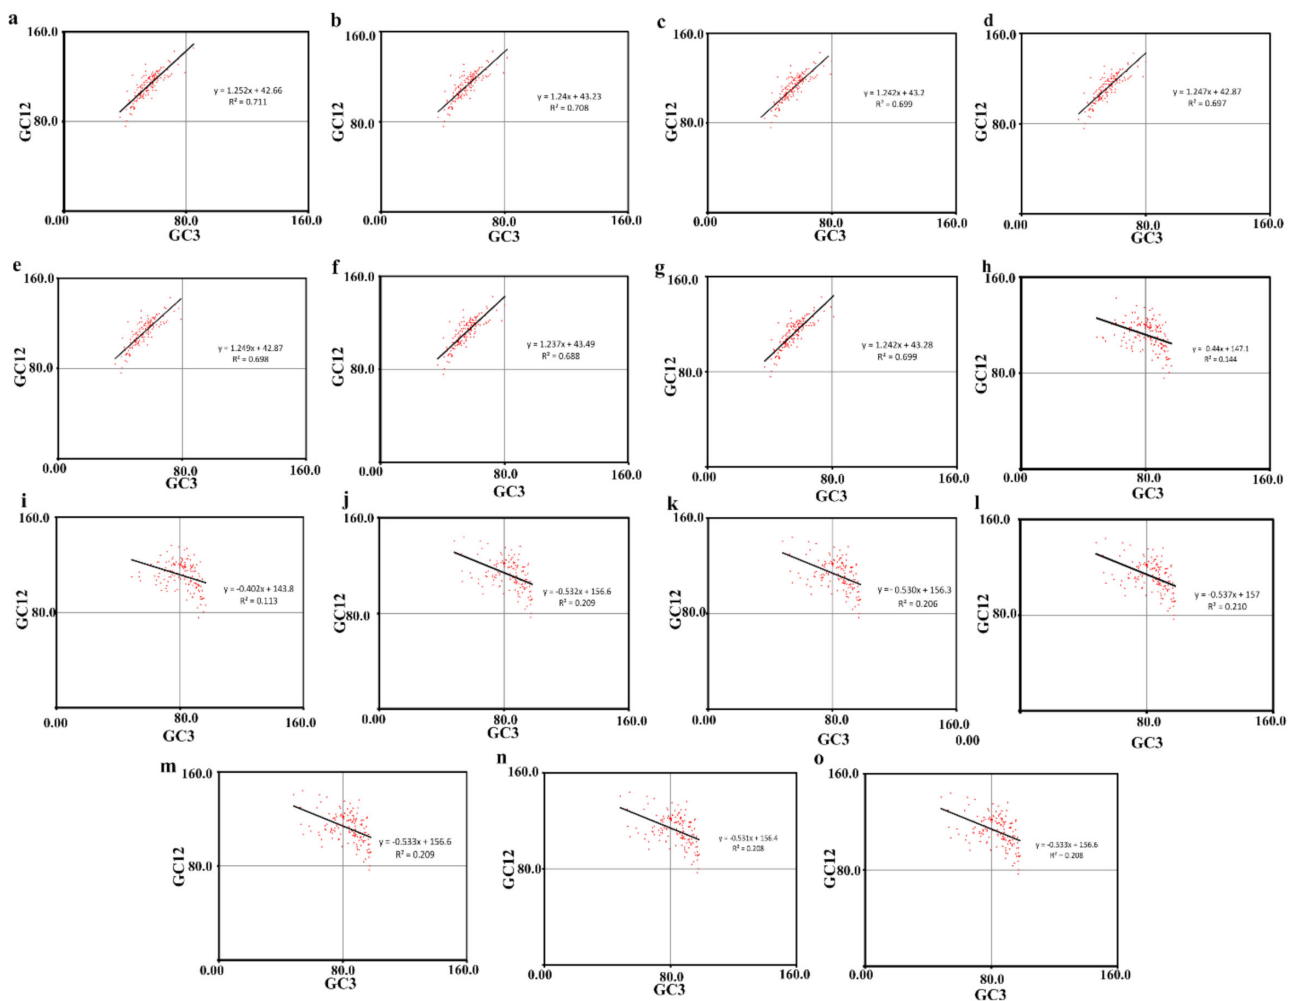 a
160.0
GC12
80.0
y = 1.252x + 42.66
R² = 0.711
0.00
80.0
160.0
GC3
b
160.0
GC12
80.0
y = 1.24x + 43.23
R² = 0.708
0.00
80.0
160.0
GC3
c
160.0
GC12
80.0
y = 1.242x + 43.2
R² = 0.699
0.00
80.0
160.0
GC3
d
160.0
GC12
80.0
y = 1.247x + 42.87
R² = 0.697
0.00
80.0
160.0
GC3
e
160.0
GC12
80.0
y = 1.249x + 42.87
R² = 0.698
0.00
80.0
160.0
GC3
f
160.0
GC12
80.0
y = 1.237x + 43.49
R² = 0.688
0.00
80.0
160.0
GC3
g
160.0
GC12
80.0
y = 1.242x + 43.28
R² = 0.699
0.00
80.0
160.0
GC3
h
160.0
GC12
80.0
y = 0.44x + 147.1
R² = 0.144
0.00
80.0
160.0
GC3
i
160.0
GC12
80.0
y = -0.402x + 143.8
R² = 0.113
0.00
80.0
160.0
GC3
j
160.0
GC12
80.0
y = -0.532x + 156.6
R² = 0.209
0.00
80.0
160.0
GC3
k
160.0
GC12
80.0
y = -0.530x + 156.3
R² = 0.206
0.00
80.0
160.0
GC3
l
160.0
GC12
80.0
y = -0.537x + 157
R² = 0.210
0.00
80.0
160.0
GC3
m
160.0
GC12
80.0
y = -0.533x + 156.6
R² = 0.209
0.00
80.0
160.0
GC3
n
160.0
GC12
80.0
y = -0.531x + 156.4
R² = 0.208
0.00
80.0
160.0
GC3
o
160.0
GC12
80.0
y = -0.533x + 156.6
R² = 0.208
0.00
80.0
160.0
GC3